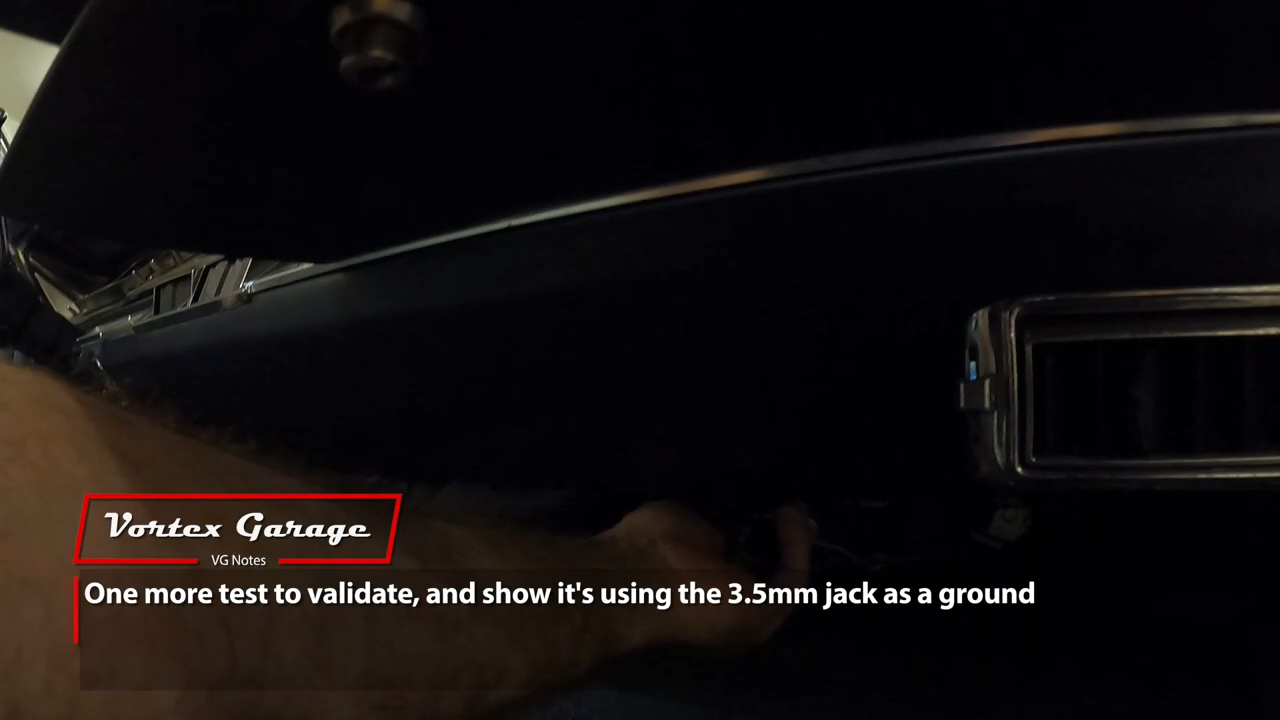 Vortex Garage
VG Notes
One more test to validate, and show it's using the 3.5mm jack as a ground